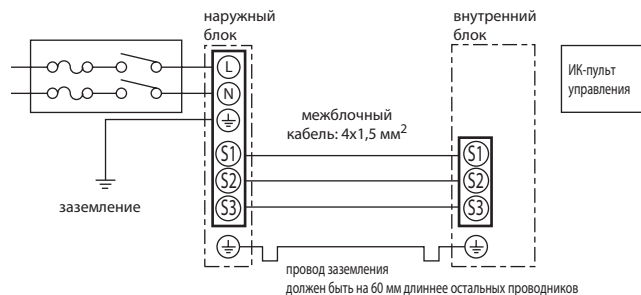 наружный
блок
внутренний
блок
L
N
ИК-пульт
управления
межблочный
кабель: 4x1,5 мм²
S1
S2
S3
S1
S2
S3
заземление
провод заземления
должен быть на 60 мм длиннее остальных проводников